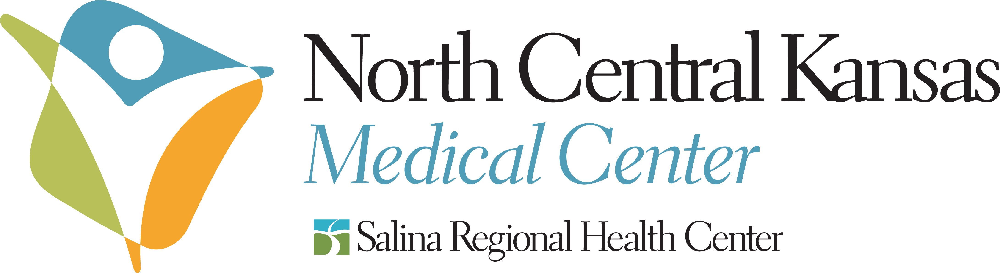 North Central Kansas
Medical Center
Salina Regional Health Center